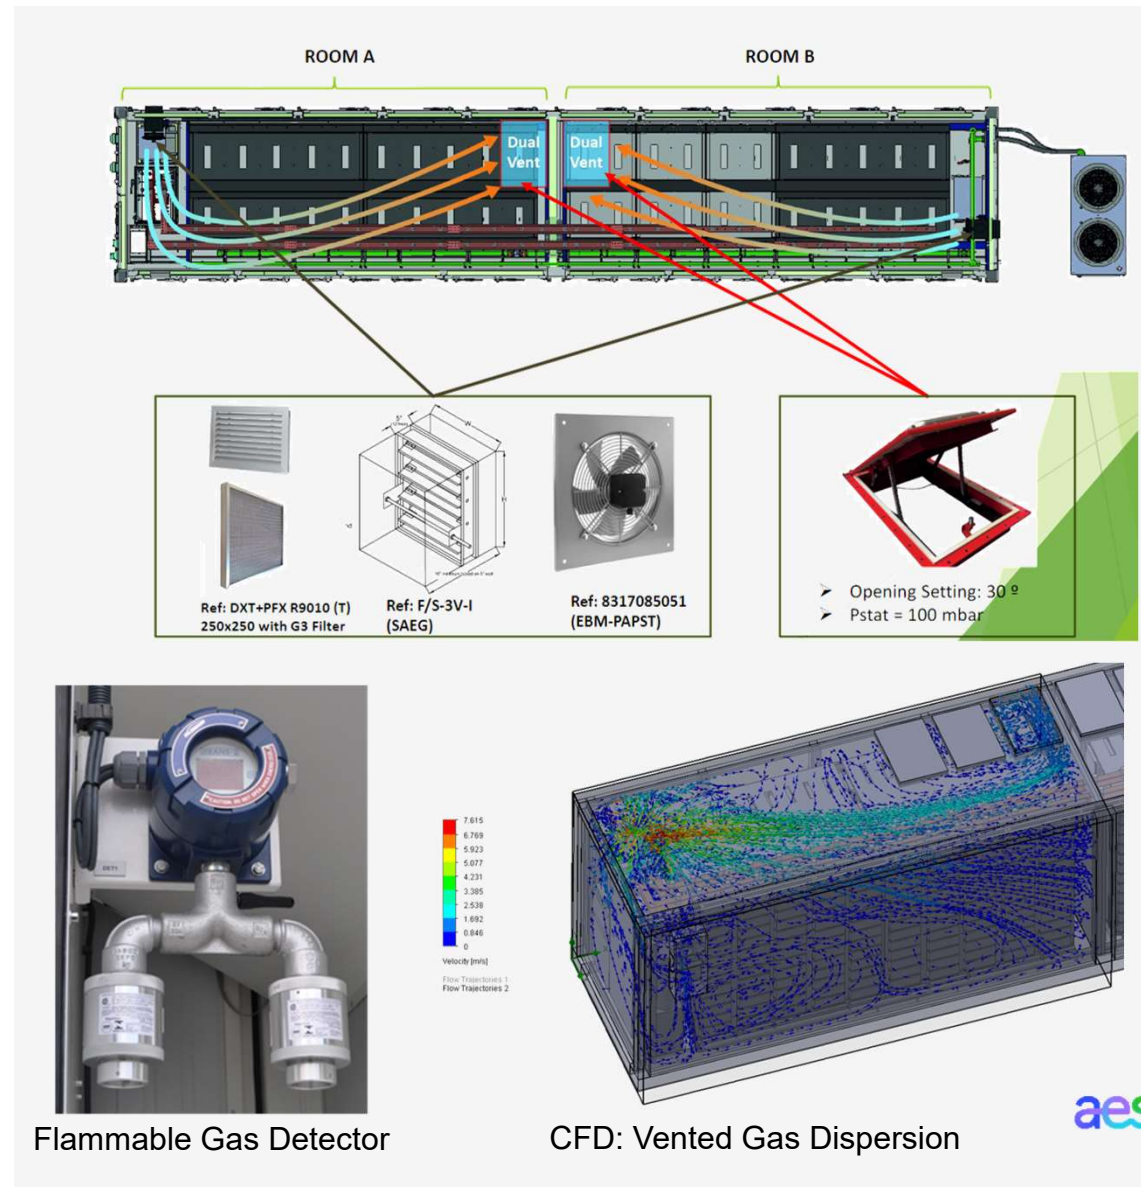 ROOM A
ROOM B
Dual
Vent
Dual
Vent
Ref: DXT+PFX R9010 (T)
250x250 with G3 Filter
Ref: F/S-3V-I
(SAEG)
Ref: 8317085051
(EBM-PAPST)
➤ Opening Setting: 30 º
➤ Pstat = 100 mbar
DET1
7.615
6.769
5.923
5.077
4.231
3.385
2.538
1.692
0.846
0
Velocity [m/s]
Flow Trajectories 1
Flow Trajectories 2
Flammable Gas Detector
CFD: Vented Gas Dispersion
aes